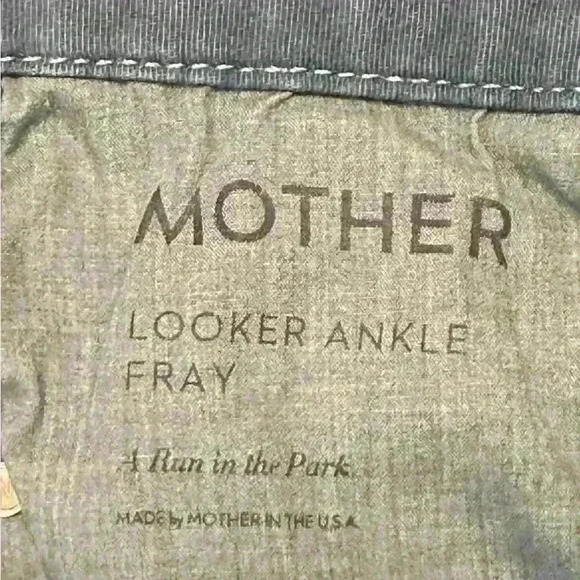 MOTHER
LOOKER ANKLE
FRAY
A Run in the Park
MADE by MOTHER IN THE U.S.A.